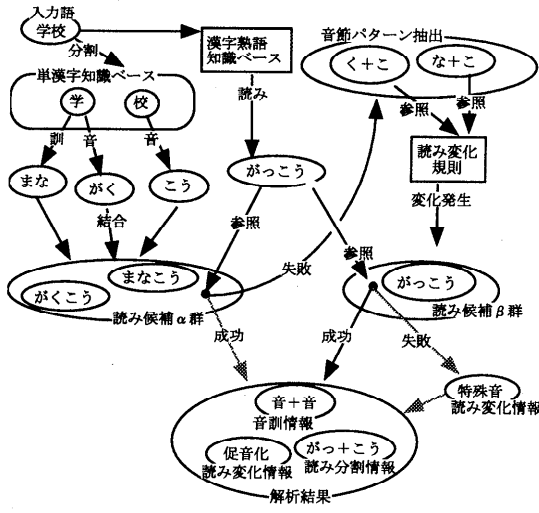 入力語
学校
分割
漢字熟語
知識ベース
音節パターン抽出
く＋こ
な＋こ
単漢字知識ベース
学
校
読み
参照
参照
訓
音
音
読み変化
規則
まな
がく
こう
がっこう
変化発生
結合
参照
参照
失敗
まなこう
がくこう
がっこう
読み候補α群
読み候補β群
成功
成功
失敗
音＋音
音訓情報
特殊音
読み変化情報
促音化
読み変化情報
がっ＋こう
読み分割情報
解析結果